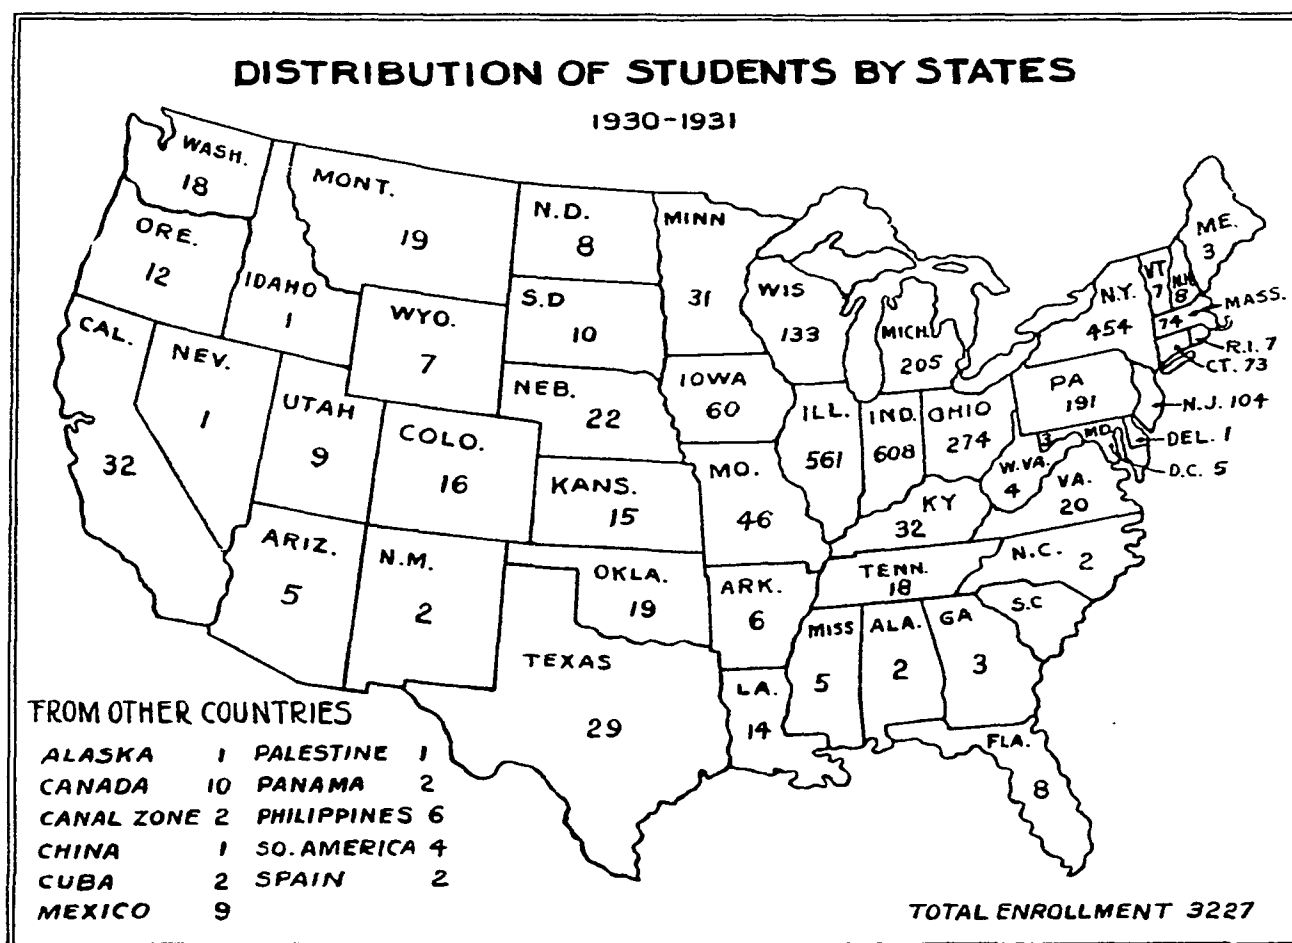 DISTRIBUTION OF STUDENTS BY STATES
1930-1931
WASH.
18
ORE.
12
IDAHO
1
MONT.
19
WYO.
7
CAL.
32
NEV.
1
UTAH
9
COLO.
16
ARIZ.
5
N.M.
2
N.D.
8
S.D
10
NEB.
22
KANS.
15
OKLA.
19
TEXAS
29
MINN
31
IOWA
60
MO.
46
ARK.
6
LA.
14
WIS
133
MICH.
205
ILL.
561
IND.
608
OHIO
274
KY
32
TENN.
18
MISS
5
ALA.
2
GA
3
FLA.
8
S.C
N.C.
2
VA.
20
W.VA.
4
MD.
3
PA
191
N.Y.
454
VT
7
N.H.
8
ME.
3
MASS.
74
R.I. 7
CT. 73
N.J. 104
DEL. 1
D.C. 5
FROM OTHER COUNTRIES
ALASKA 1 PALESTINE 1
CANADA 10 PANAMA 2
CANAL ZONE 2 PHILIPPINES 6
CHINA 1 SO. AMERICA 4
CUBA 2 SPAIN 2
MEXICO 9
TOTAL ENROLLMENT 3227